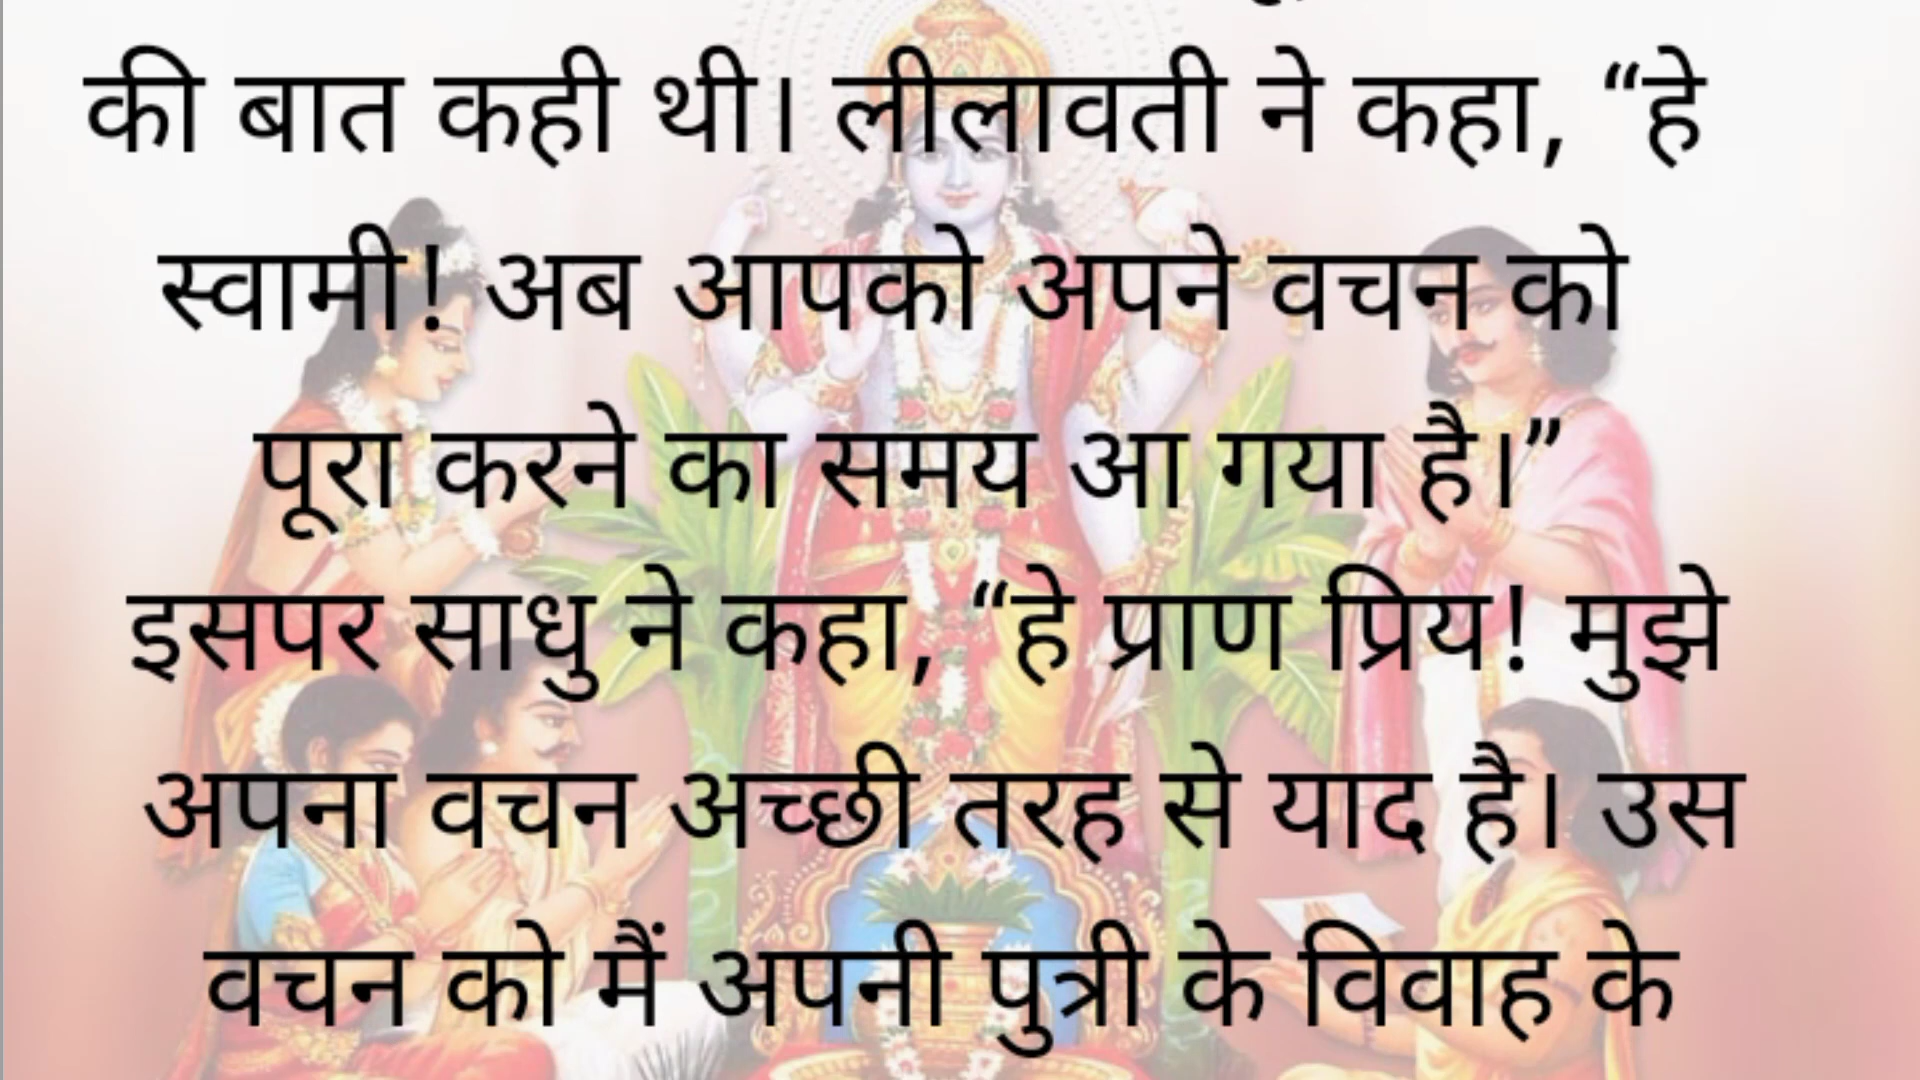 की बात कही थी। लीलावती ने कहा, “हे
स्वामी! अब आपको अपने वचन को
पूरा करने का समय आ गया है।”
इसपर साधु ने कहा, “हे प्राण प्रिय! मुझे
अपना वचन अच्छी तरह से याद है। उस
वचन को मैं अपनी पुत्री के विवाह के